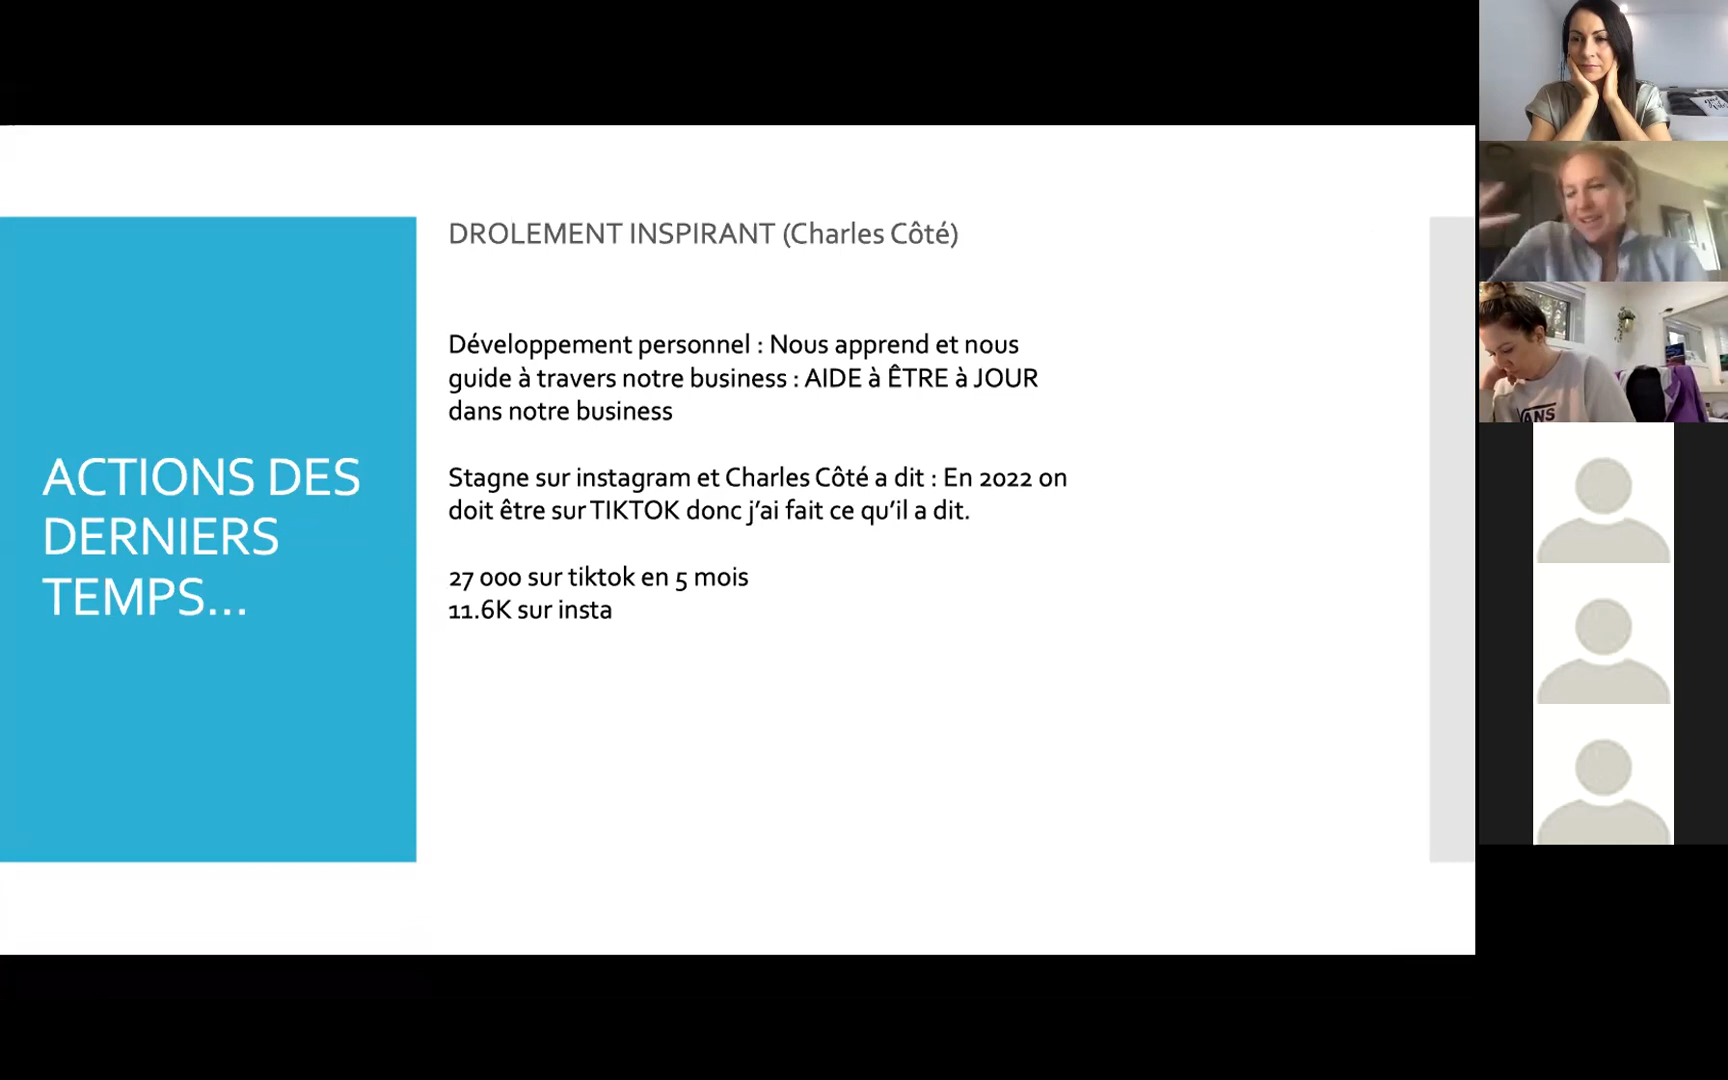 DROLEMENT INSPIRANT (Charles Côté)
Développement personnel : Nous apprend et nous
guide à travers notre business : AIDE à ÊTRE à JOUR
dans notre business
Stagne sur instagram et Charles Côté a dit : En 2022 on
doit être sur TIKTOK donc j’ai fait ce qu’il a dit.
27 000 sur tiktok en 5 mois
11.6K sur insta
ACTIONS DES
DERNIERS
TEMPS...
VANS